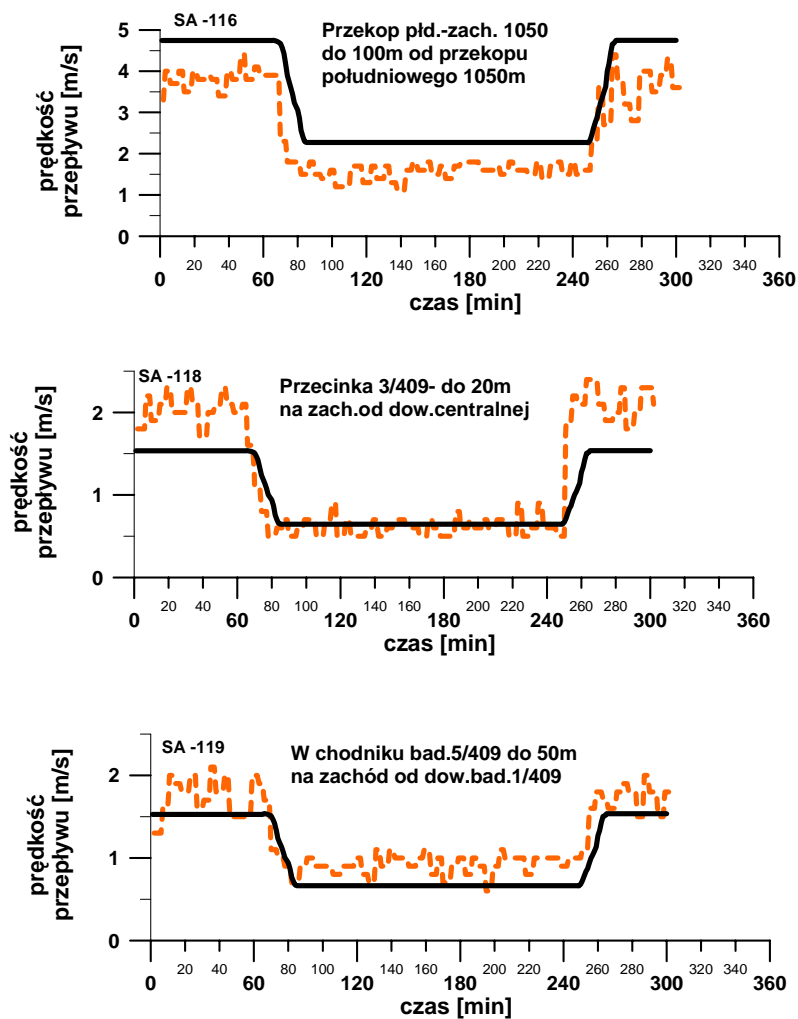 SA -116
Przekop płd.-zach. 1050
do 100m od przekopu
południowego 1050m
prędkość
przepływu [m/s]
5
4
3
2
1
0
20 40 80 100 140 160 200 220 260 280 320 340
0 60 120 180 240 300 360
czas [min]
SA -118
Przecinka 3/409- do 20m
na zach.od dow.centralnej
prędkość
przepływu [m/s]
2
1
0
20 40 80 100 140 160 200 220 260 280 320 340
0 60 120 180 240 300 360
czas [min]
SA -119
W chodniku bad.5/409 do 50m
na zachód od dow.bad.1/409
prędkość
przepływu [m/s]
2
1
0
20 40 80 100 140 160 200 220 260 280 320 340
0 60 120 180 240 300 360
czas [min]